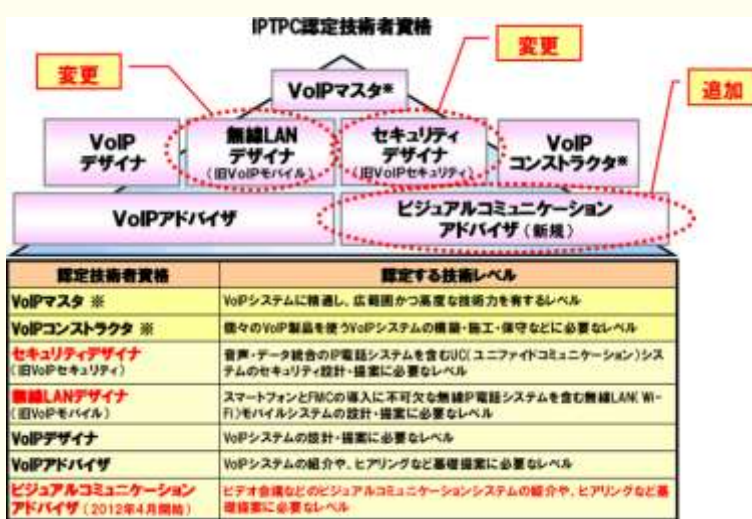 IPTPC認定技術者資格
変更
変更
追加
VoIPマスタ※
VoIP
デザイナ
無線LAN
デザイナ
(旧VoIPモバイル)
セキュリティ
デザイナ
(旧VoIPセキュリティ)
VoIP
コンストラクタ※
VoIPアドバイザ
ビジュアルコミュニケーション
アドバイザ(新規)
認定技術者資格
認定する技術レベル
VoIPマスタ ※
VoIPシステムに精通し、広範囲かつ高度な技術力を有するレベル
VoIPコンストラクタ ※
個々のVoIP製品を使うVoIPシステムの構築・施工・保守などに必要なレベル
セキュリティデザイナ
(旧VoIPセキュリティ)
音声・データ統合のIP電話システムを含むUC(ユニファイドコミュニケーション)シス
テムのセキュリティ設計・提案に必要なレベル
無線LANデザイナ
(旧VoIPモバイル)
スマートフォンとFMCの導入に不可欠な無線IP電話システムを含む無線LAN(Wi-
Fi)モバイルシステムの設計・提案に必要なレベル
VoIPデザイナ
VoIPシステムの設計・提案に必要なレベル
VoIPアドバイザ
VoIPシステムの紹介や、ヒアリングなど基礎提案に必要なレベル
ビジュアルコミュニケーション
アドバイザ(2012年4月開始)
ビデオ会議などのビジュアルコミュニケーションシステムの紹介や、ヒアリングなど基
礎提案に必要なレベル